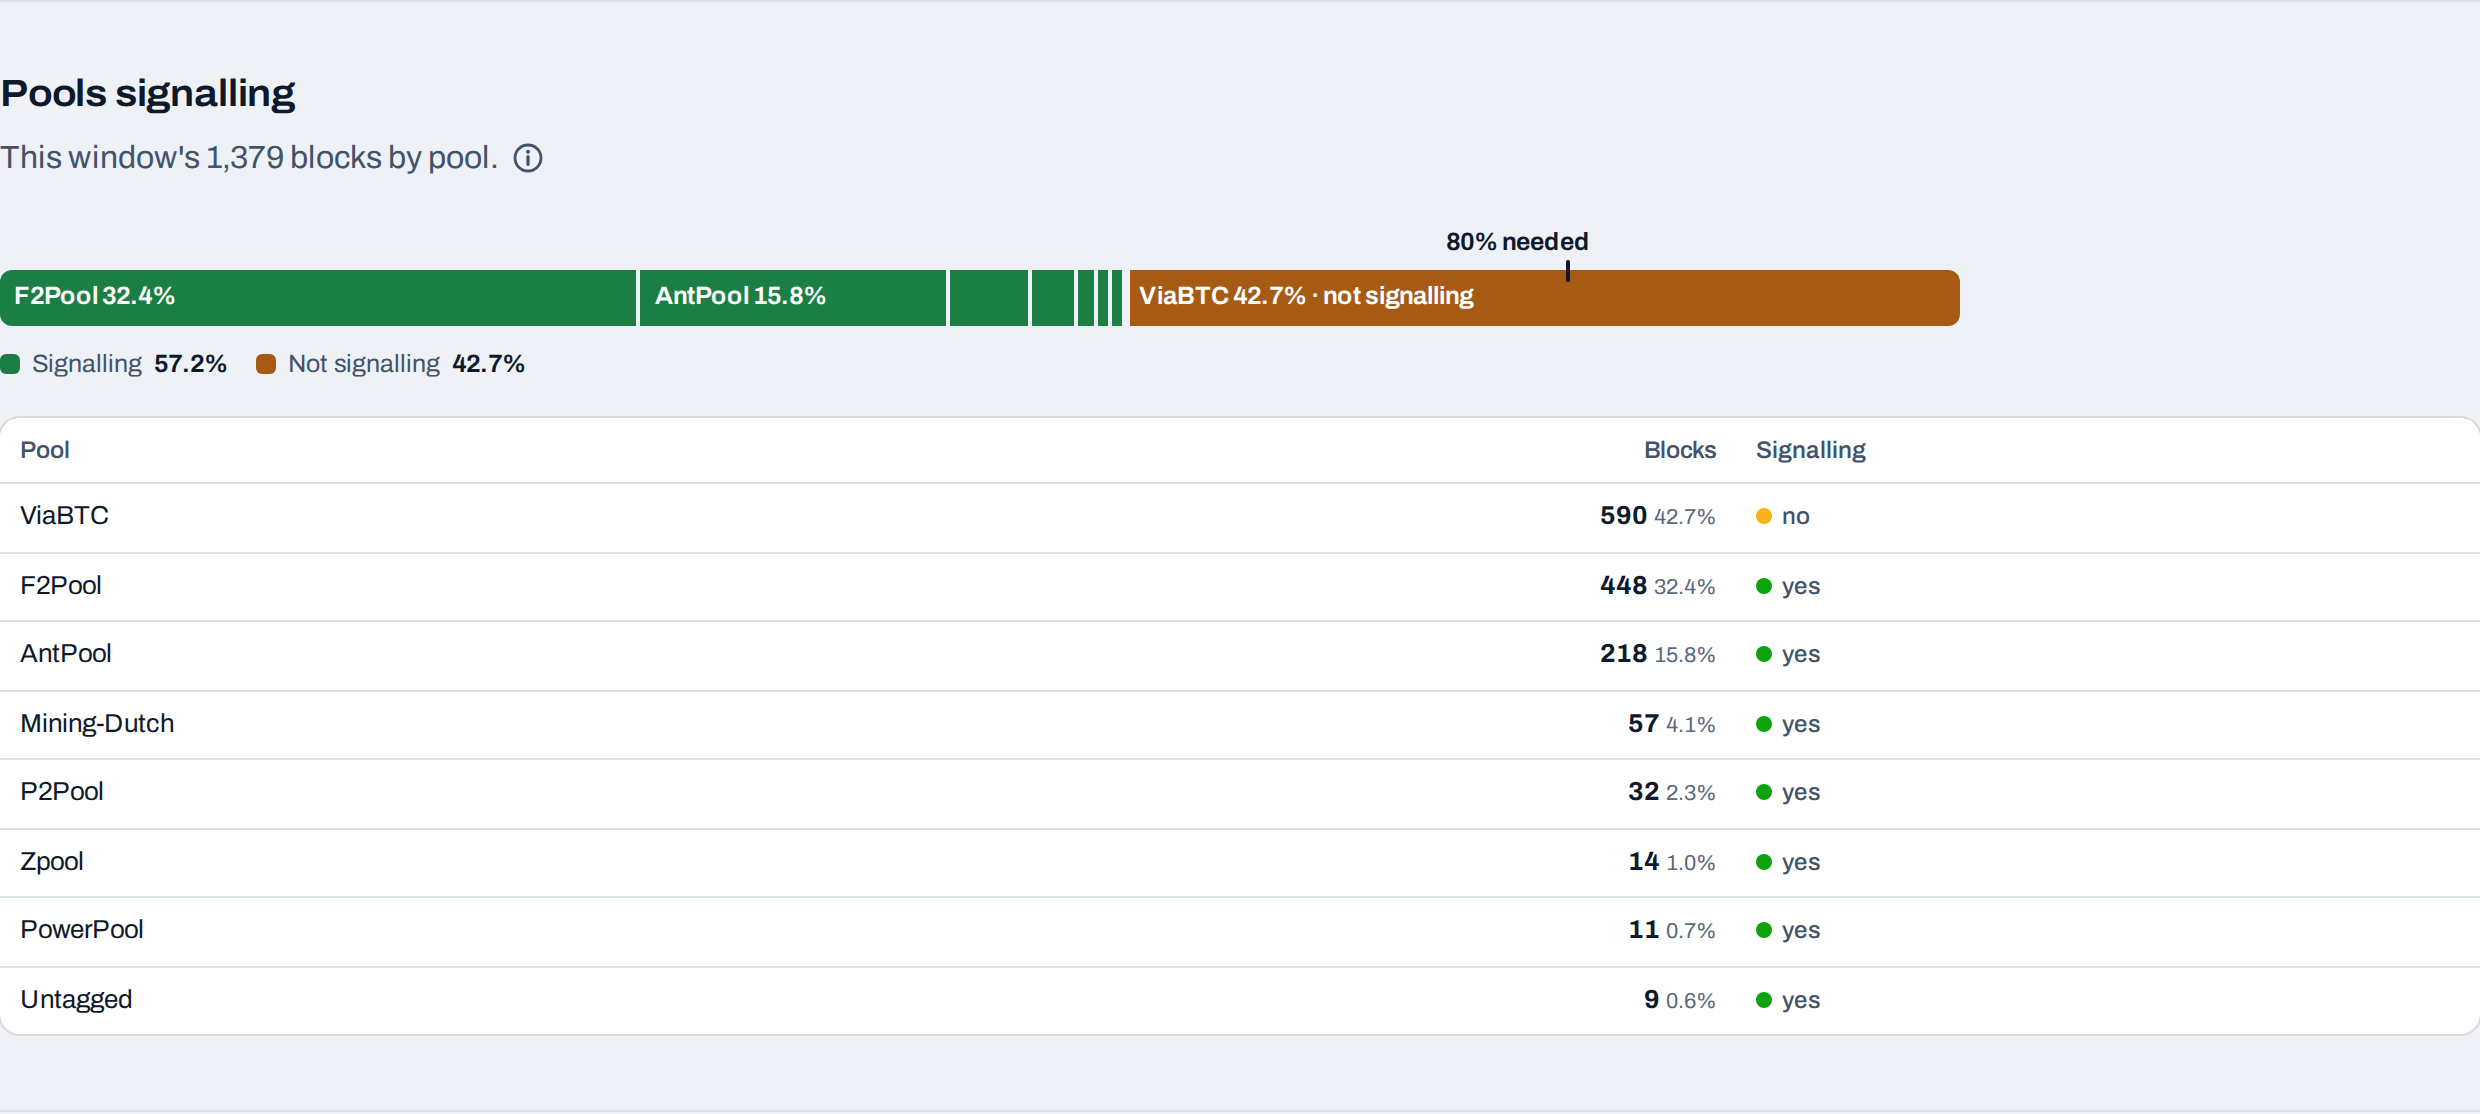 Pools signalling
This window's 1,379 blocks by pool.
80% needed
F2Pool 32.4% AntPool 15.8% ViaBTC 42.7% · not signalling
Signalling 57.2% Not signalling 42.7%
Pool Blocks Signalling
ViaBTC 590 42.7% no
F2Pool 448 32.4% yes
AntPool 218 15.8% yes
Mining-Dutch 57 4.1% yes
P2Pool 32 2.3% yes
Zpool 14 1.0% yes
PowerPool 11 0.7% yes
Untagged 9 0.6% yes